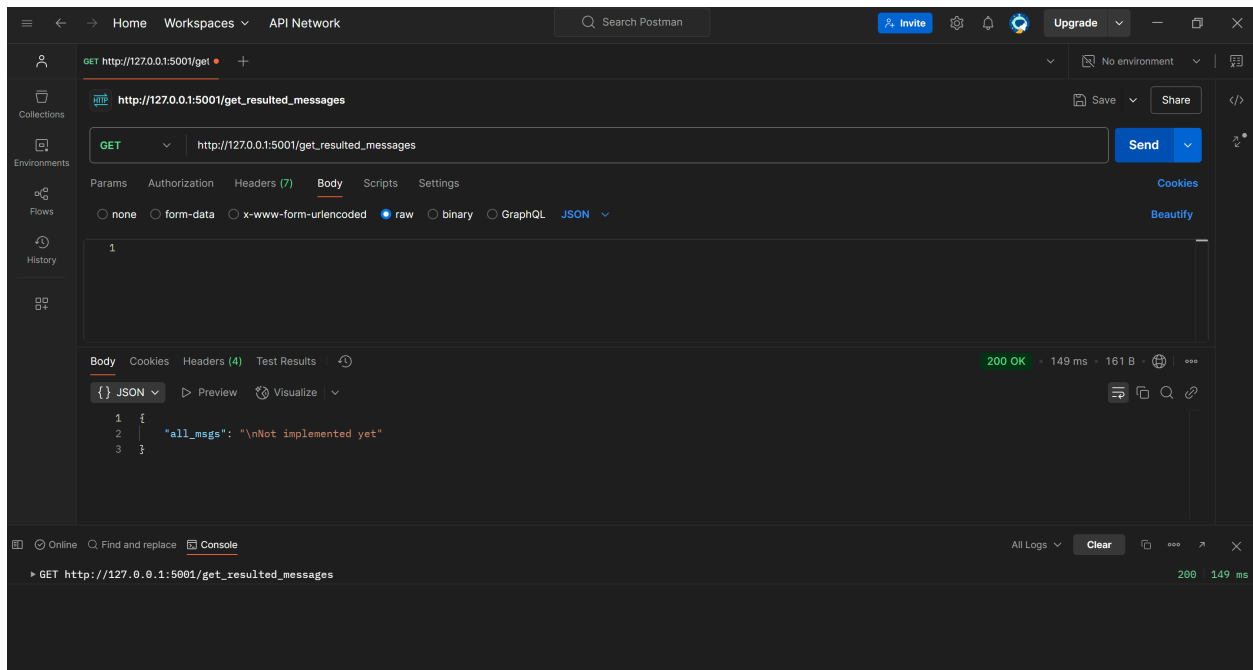 Home Workspaces API Network Search Postman Invite Upgrade
GET http://127.0.0.1:5001/get No environment
Collections
Environments
Flows
History
HTTP http://127.0.0.1:5001/get_resulted_messages Save Share
GET http://127.0.0.1:5001/get_resulted_messages Send
Params Authorization Headers (7) Body Scripts Settings Cookies
none form-data x-www-form-urlencoded raw binary GraphQL JSON Beautify
1
Body Cookies Headers (4) Test Results 200 OK 149 ms 161 B
{} JSON Preview Visualize
1 {
2 "all_msgs": "\nNot implemented yet"
3 }
Online Find and replace Console All Logs Clear
GET http://127.0.0.1:5001/get_resulted_messages 200 149 ms